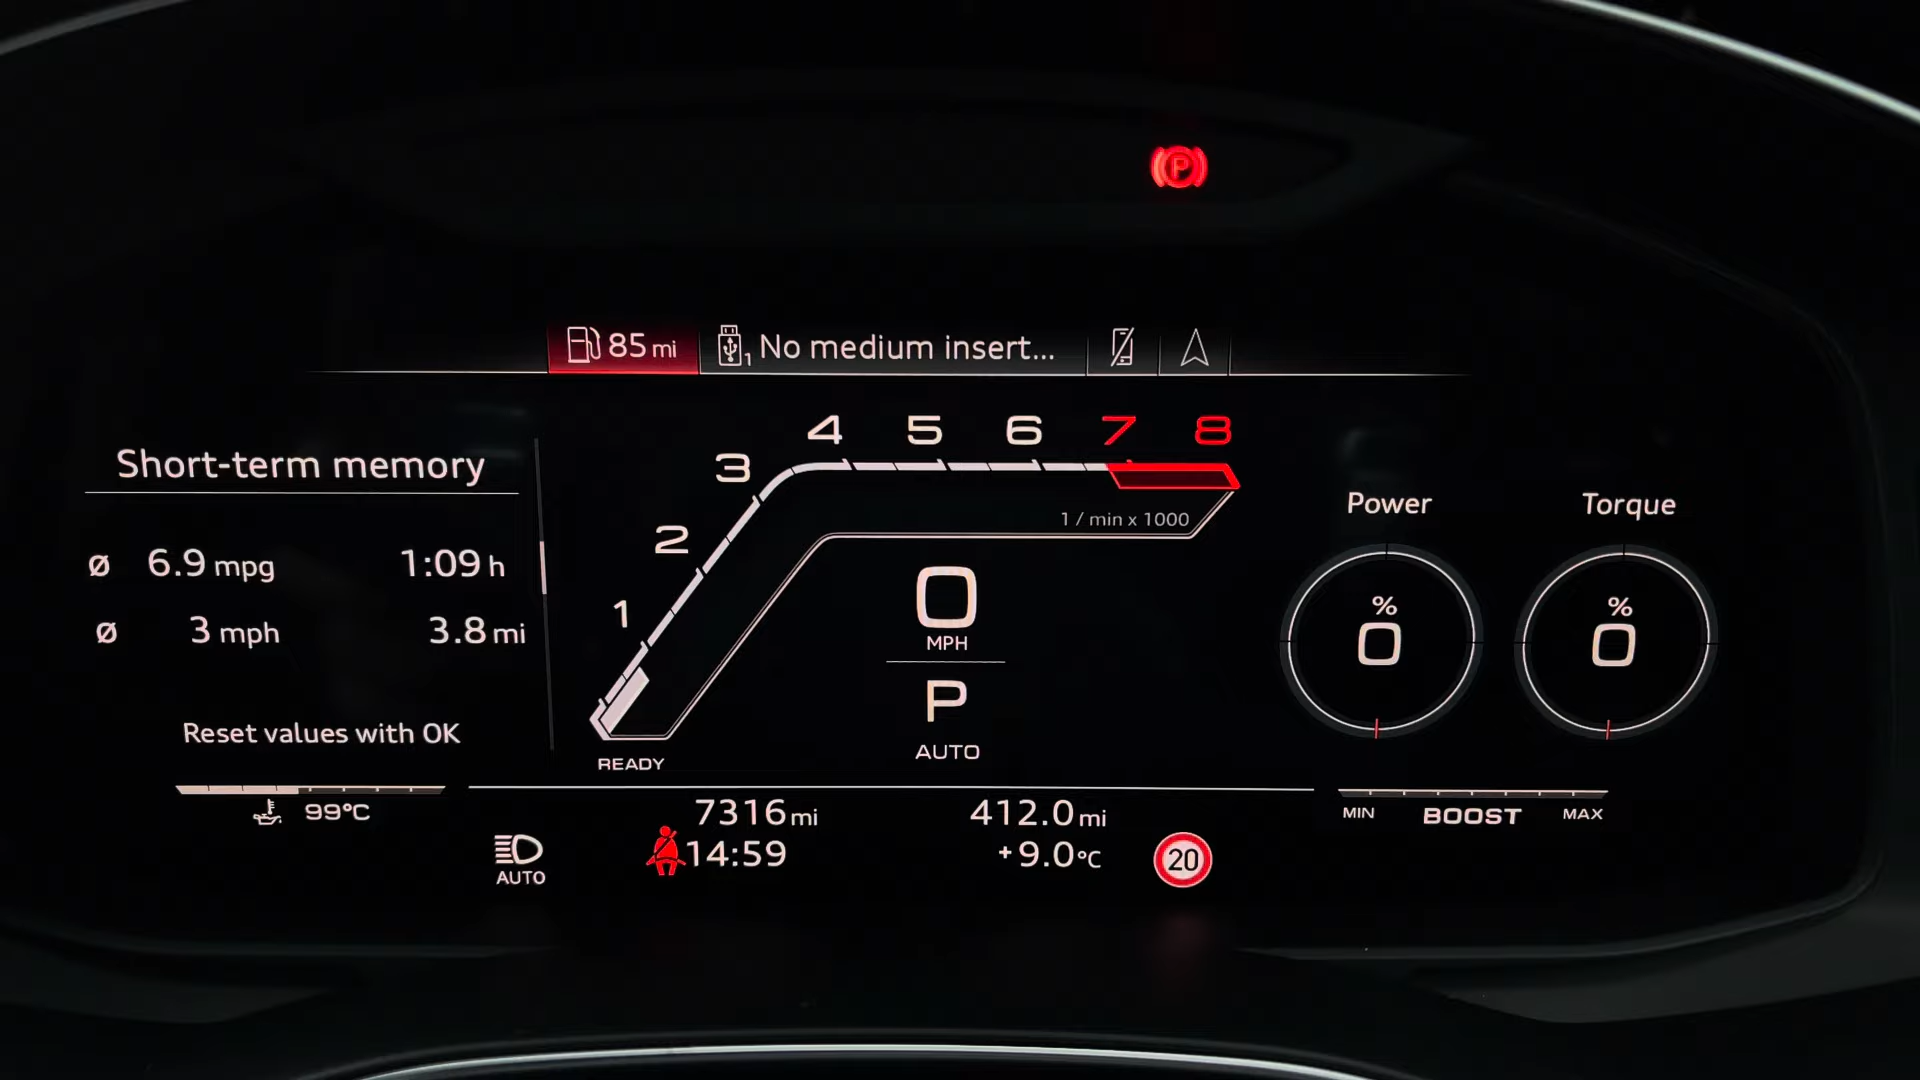 P
85 mi
1 No medium insert...
4 5 6 7 8
3
2
1
1 / min x 1000
0
MPH
P
AUTO
READY
Short-term memory
ø 6.9 mpg 1:09 h
ø 3 mph 3.8 mi
Reset values with OK
99°C
Power
% 0
Torque
% 0
MIN BOOST MAX
7316 mi 412.0 mi
AUTO
14:59 +9.0°C
20